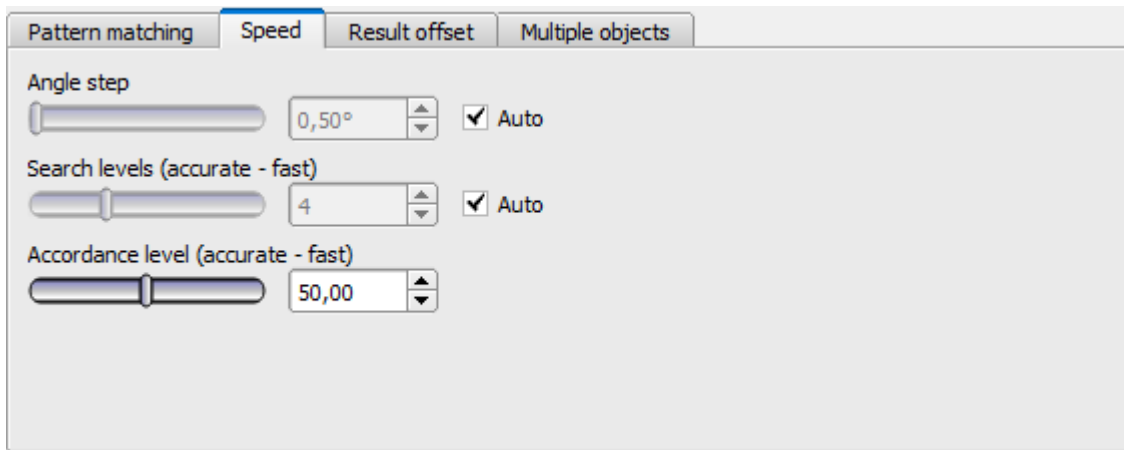 Pattern matching Speed Result offset Multiple objects
Angle step
0,50° Auto
Search levels (accurate - fast)
4 Auto
Accordance level (accurate - fast)
50,00